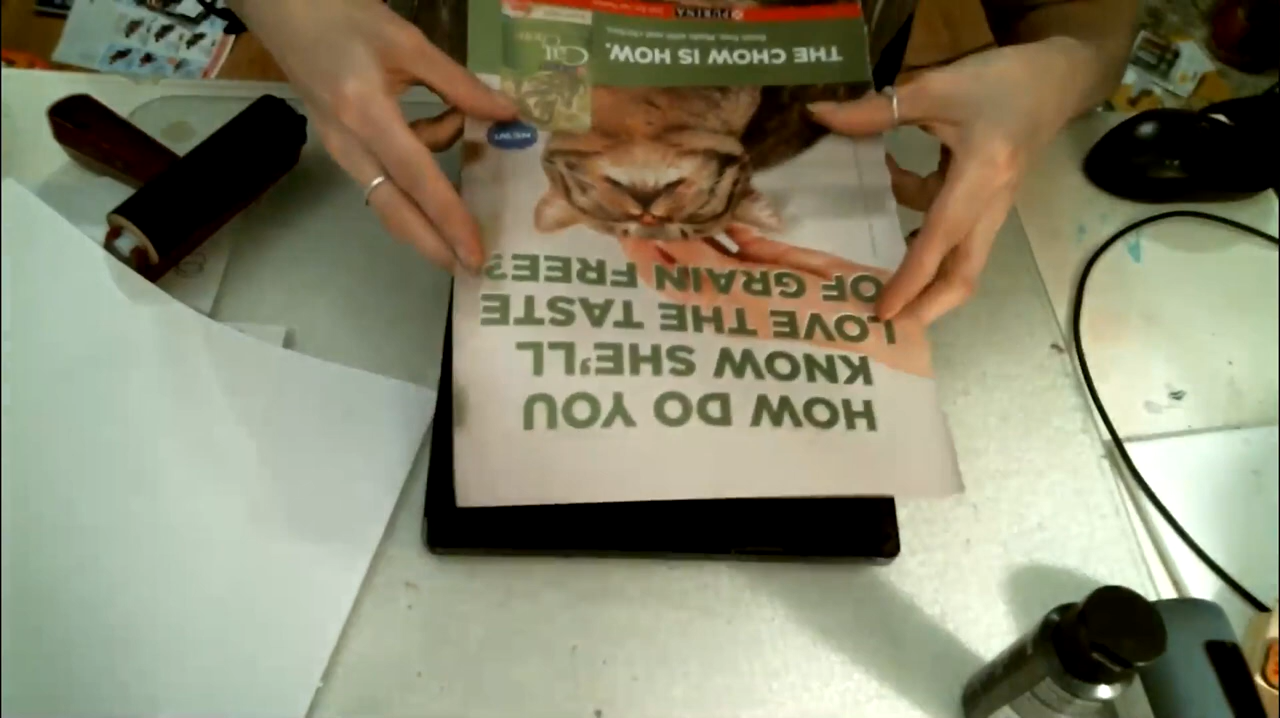 HOW DO YOU
KNOW SHE'LL
LOVE THE TASTE
OF GRAIN FREE?
THE CHOW IS HOW.
PURINA